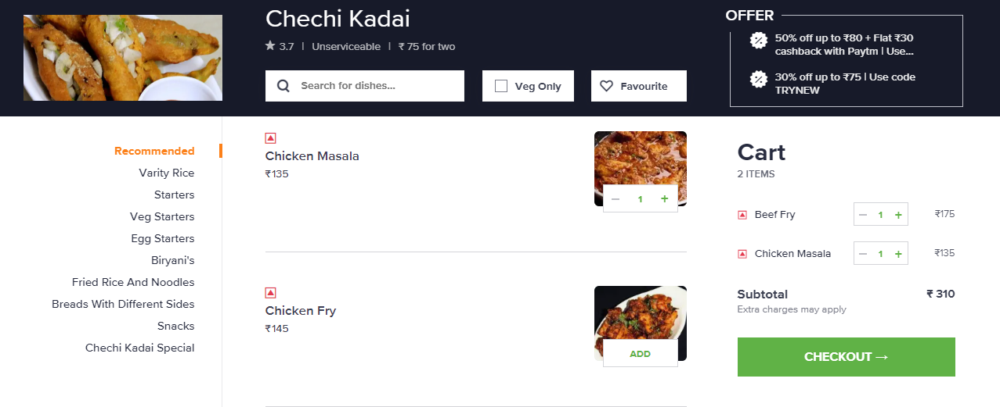 Chechi Kadai
★ 3.7 | Unserviceable | ₹ 75 for two
Search for dishes...
Veg Only
Favourite
OFFER
50% off up to ₹80 + Flat ₹30
cashback with Paytm | Use...
30% off up to ₹75 | Use code
TRYNEW
Recommended
Varity Rice
Starters
Veg Starters
Egg Starters
Biryani's
Fried Rice And Noodles
Breads With Different Sides
Snacks
Chechi Kadai Special
Chicken Masala
₹135
− 1 +
Chicken Fry
₹145
ADD
Cart
2 ITEMS
Beef Fry − 1 + ₹175
Chicken Masala − 1 + ₹135
Subtotal ₹ 310
Extra charges may apply
CHECKOUT →